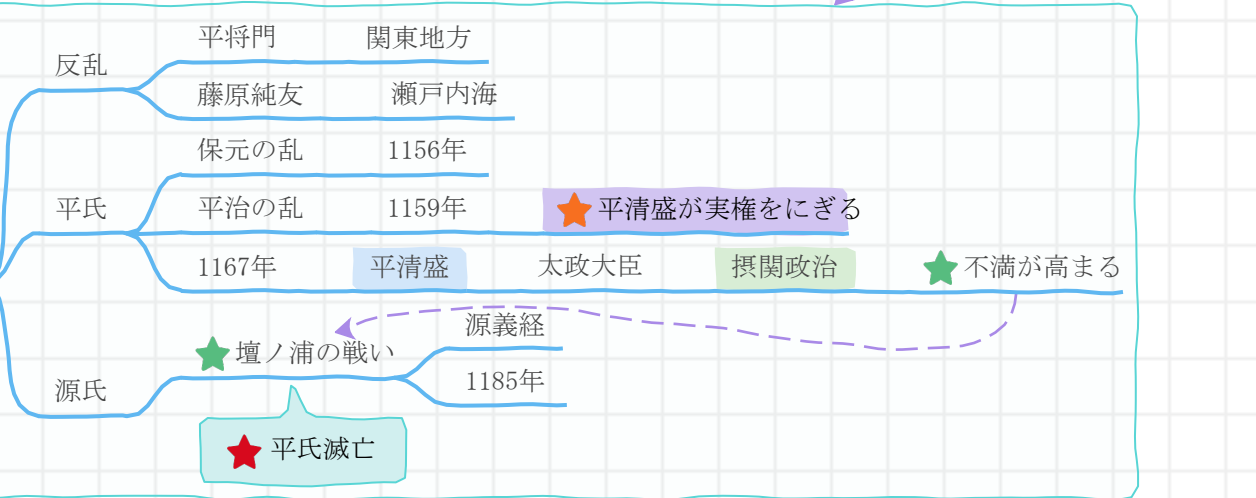 反乱
平将門 関東地方
藤原純友 瀬戸内海
平氏
保元の乱 1156年
平治の乱 1159年 平清盛が実権をにぎる
1167年 平清盛 太政大臣 摂関政治 不満が高まる
源氏
壇ノ浦の戦い
源義経
1185年
平氏滅亡